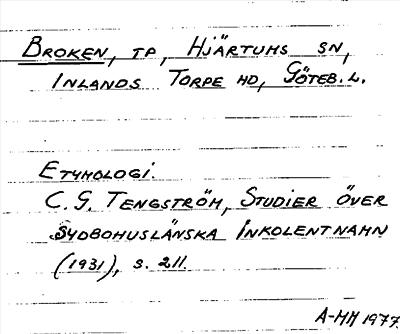 BROKEN, TP, HJÄRTUMS SN,
INLANDS TORPE HD, GÖTEB. L.
ETYMOLOGI.
C. G. TENGSTRÖM, STUDIER ÖVER
SYDBOHUSLÄNSKA INKOLENTNAMN
(1931), S. 211.
A-MH 1977.